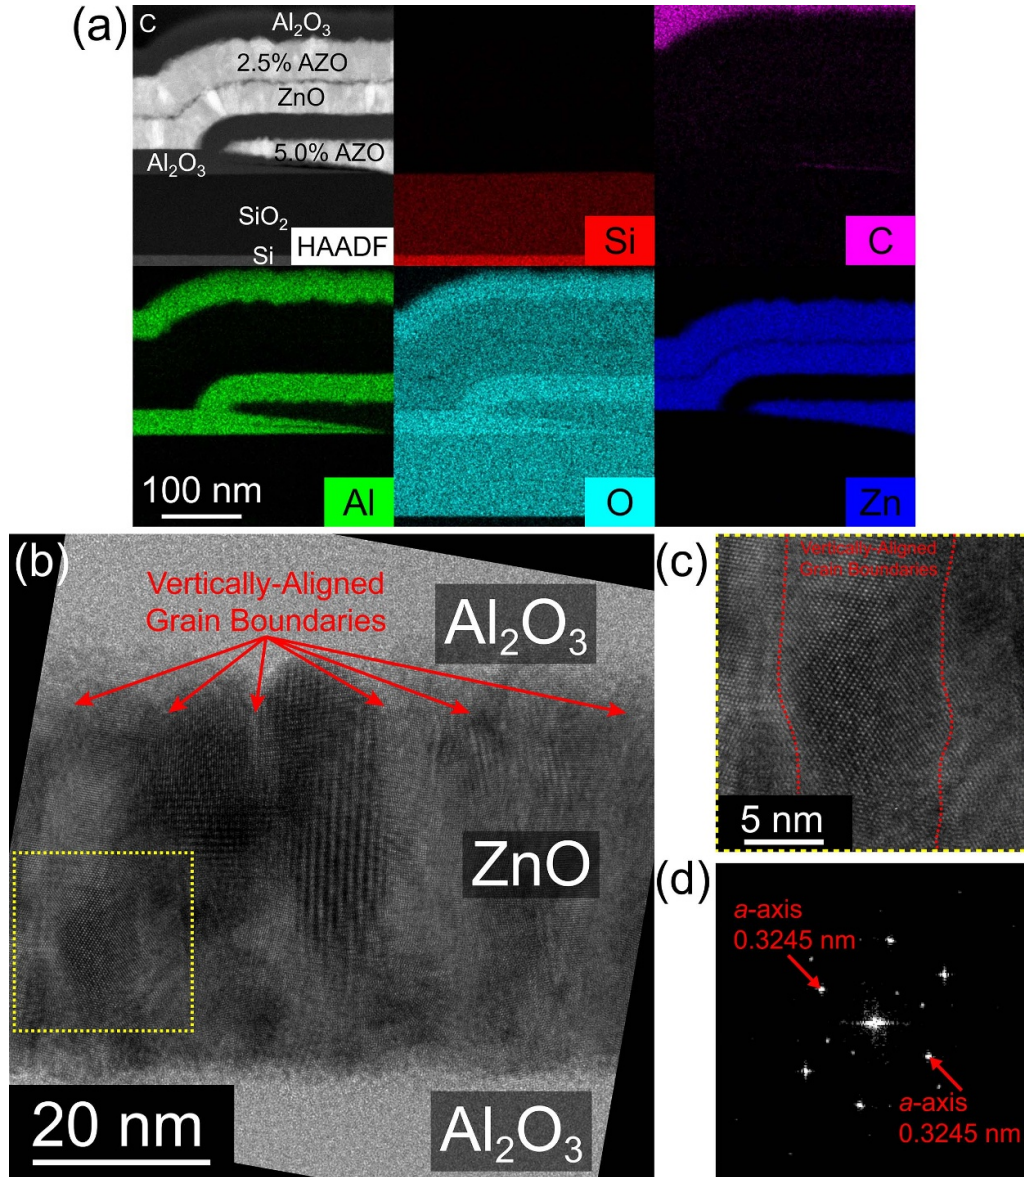 (a)
C
Al₂O₃
2.5% AZO
ZnO
5.0% AZO
Al₂O₃
SiO₂
Si
HAADF
Si
C
100 nm
Al
O
Zn
(b)
Vertically-Aligned
Grain Boundaries
Al₂O₃
ZnO
20 nm
Al₂O₃
(c)
Vertically-Aligned
Grain Boundaries
5 nm
(d)
a-axis
0.3245 nm
a-axis
0.3245 nm